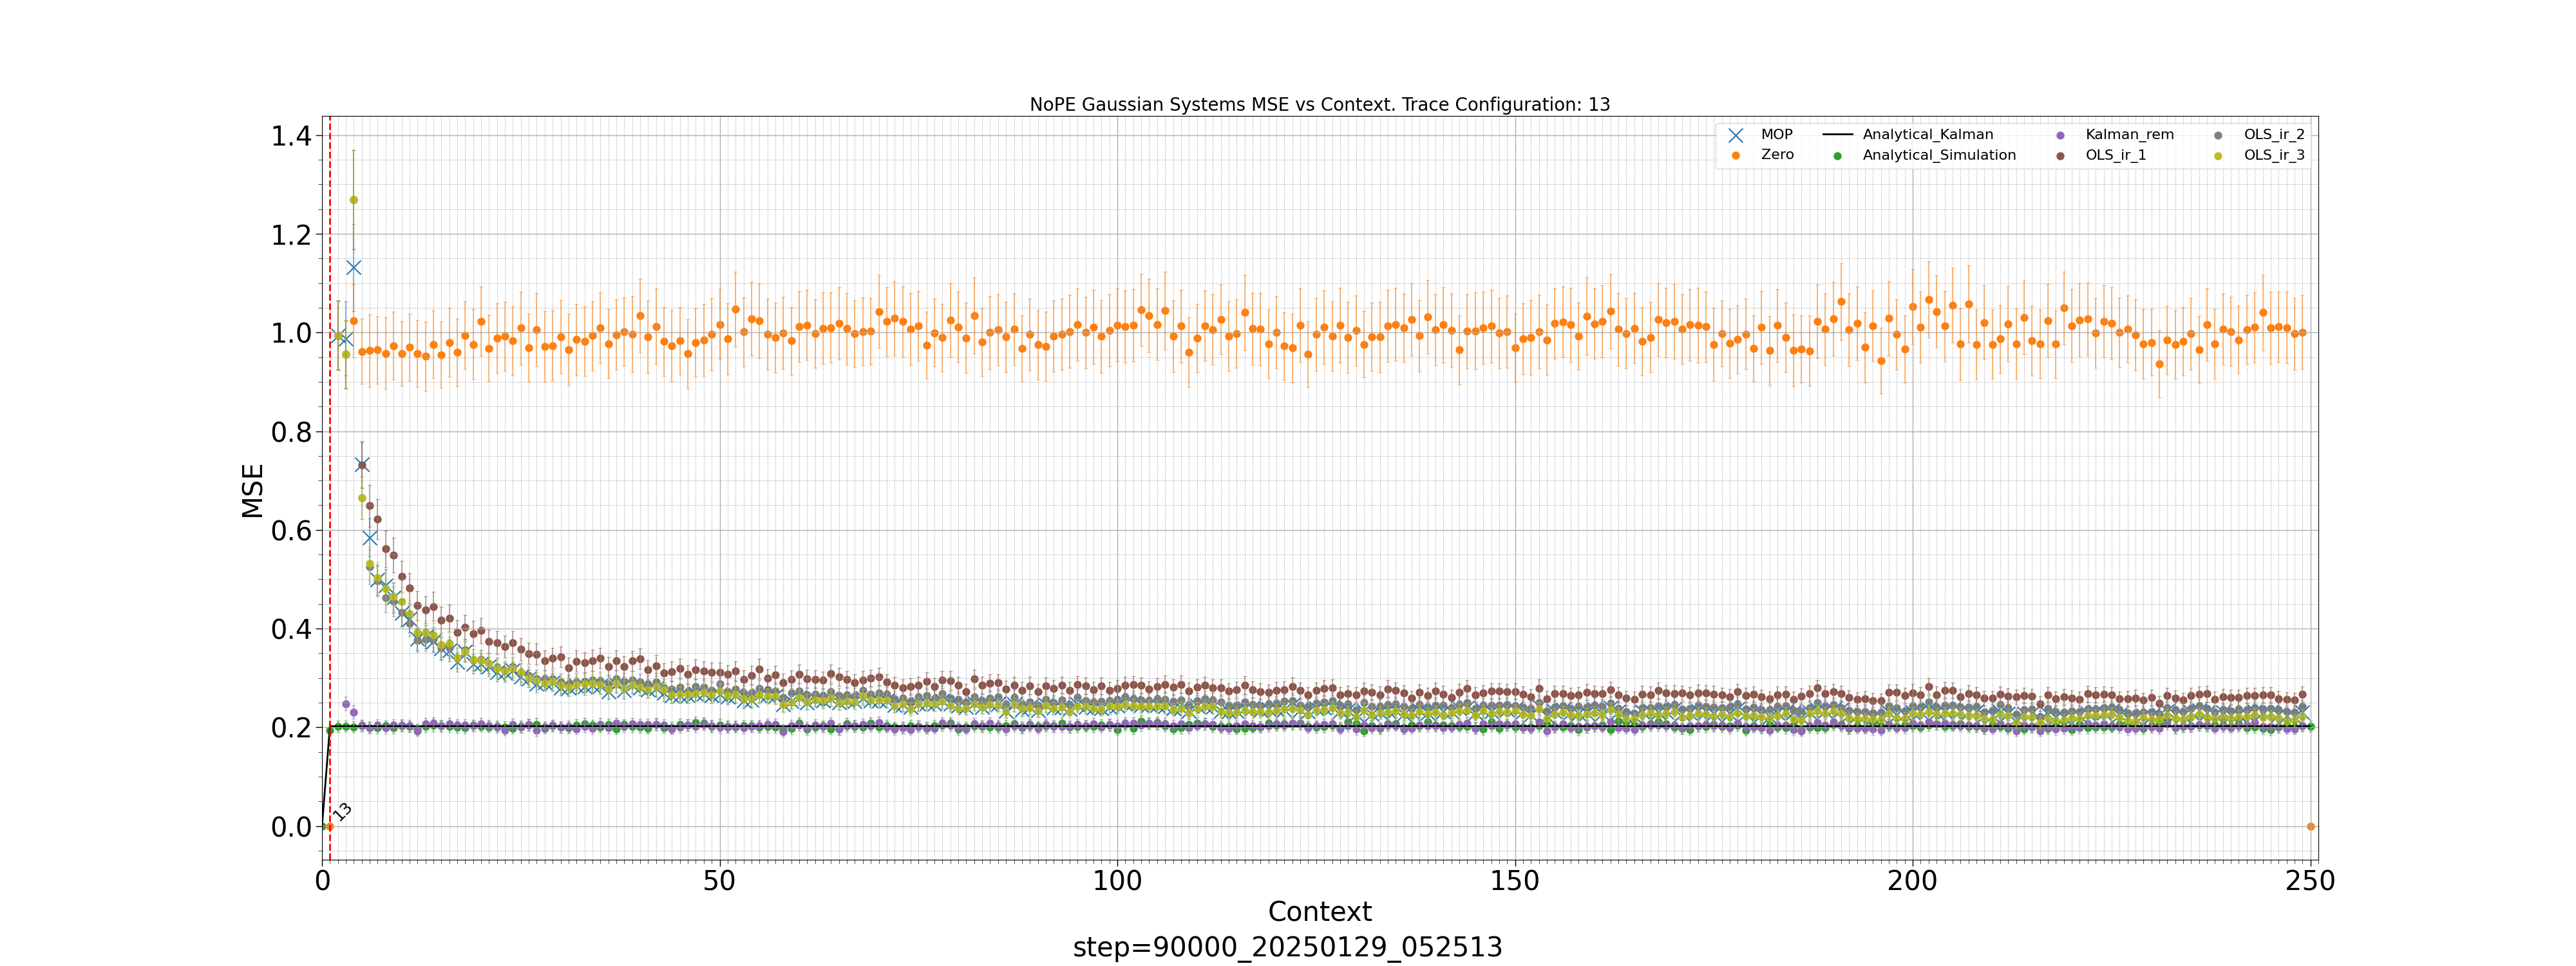 NoPE Gaussian Systems MSE vs Context. Trace Configuration: 13
MOP
Zero
Analytical_Kalman
Analytical_Simulation
Kalman_rem
OLS_ir_1
OLS_ir_2
OLS_ir_3
1.4
1.2
1.0
0.8
0.6
0.4
0.2
0.0
MSE
13
0
50
100
150
200
250
Context
step=90000_20250129_052513